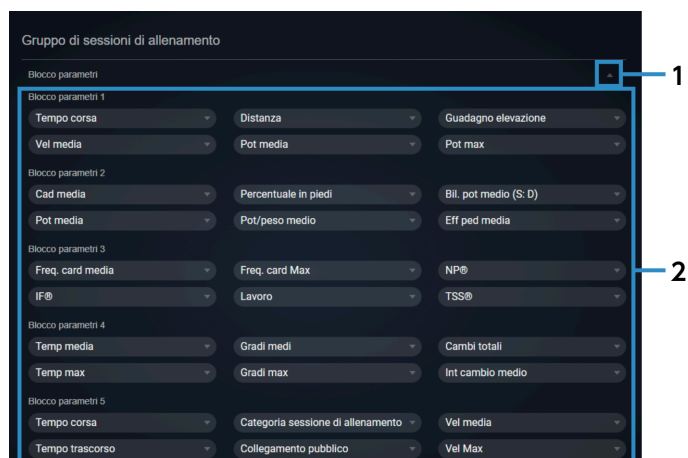 Gruppo di sessioni di allenamento
Blocco parametri
1
Blocco parametri 1
Tempo corsa Distanza Guadagno elevazione
Vel media Pot media Pot max
Blocco parametri 2
Cad media Percentuale in piedi Bil. pot medio (S: D)
Pot media Pot/peso medio Eff ped media
Blocco parametri 3
Freq. card media Freq. card Max NP®
2
IF® Lavoro TSS®
Blocco parametri 4
Temp media Gradi medi Cambi totali
Temp max Gradi max Int cambio medio
Blocco parametri 5
Tempo corsa Categoria sessione di allenamento Vel media
Tempo trascorso Collegamento pubblico Vel Max